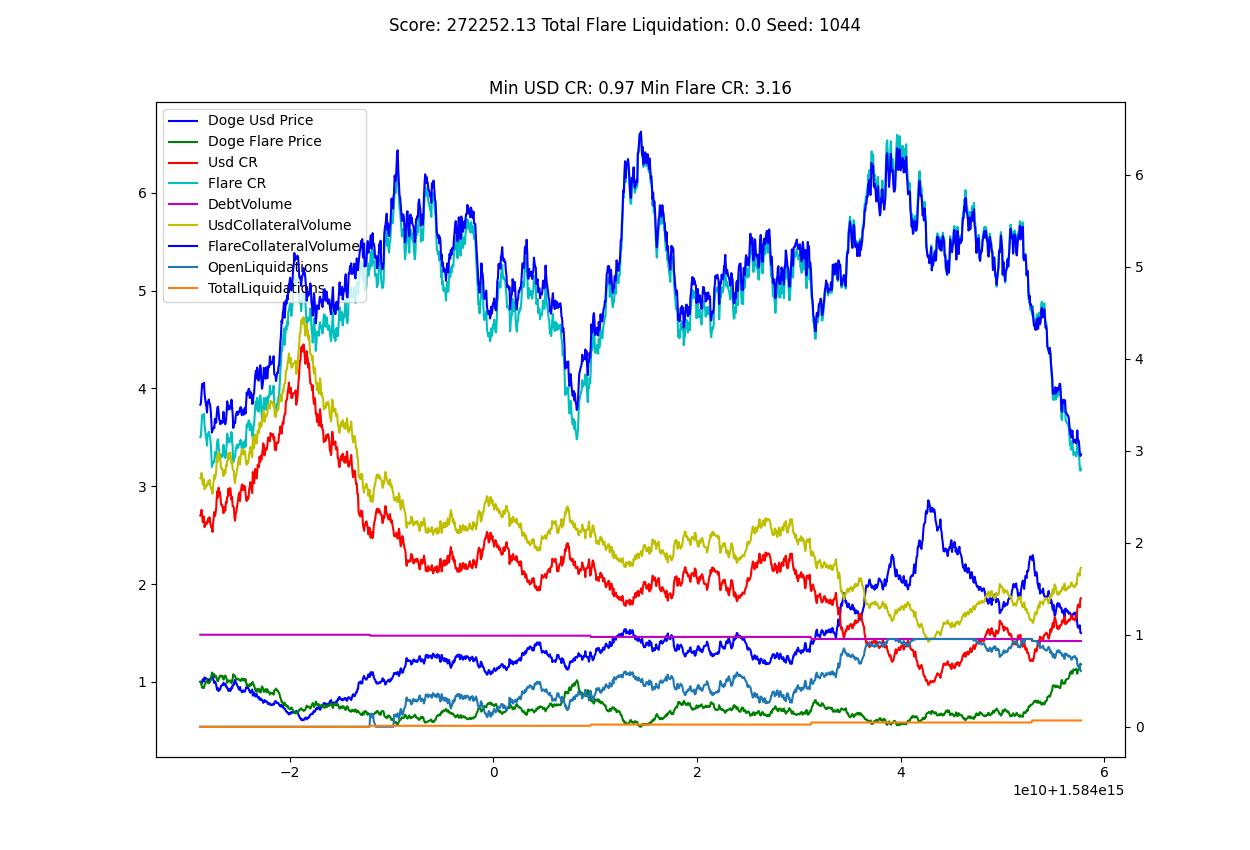 Score: 272252.13 Total Flare Liquidation: 0.0 Seed: 1044
Min USD CR: 0.97 Min Flare CR: 3.16
Doge Usd Price
Doge Flare Price
Usd CR
Flare CR
DebtVolume
UsdCollateralVolume
FlareCollateralVolume
OpenLiquidations
TotalLiquidations
6
5
4
3
2
1
6
5
4
3
2
1
0
−2 0 2 4 6
1e10+1.584e15